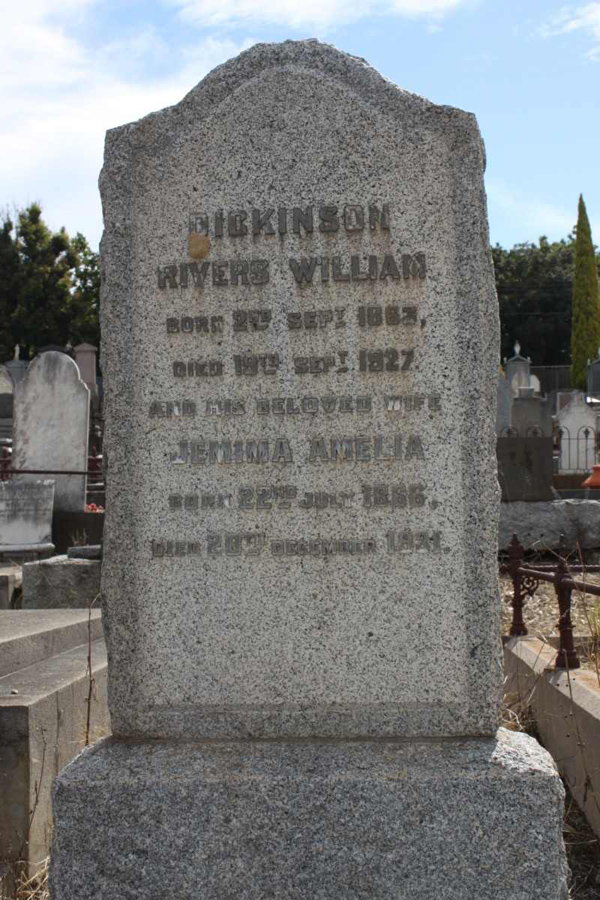 DICKINSON
RIVERS WILLIAM
BORN 2ND SEPT. 1863,
DIED 19TH SEPT. 1927
AND HIS BELOVED WIFE
JEMIMA AMELIA
BORN 22ND JULY 1866,
DIED 20TH DECEMBER 1941.